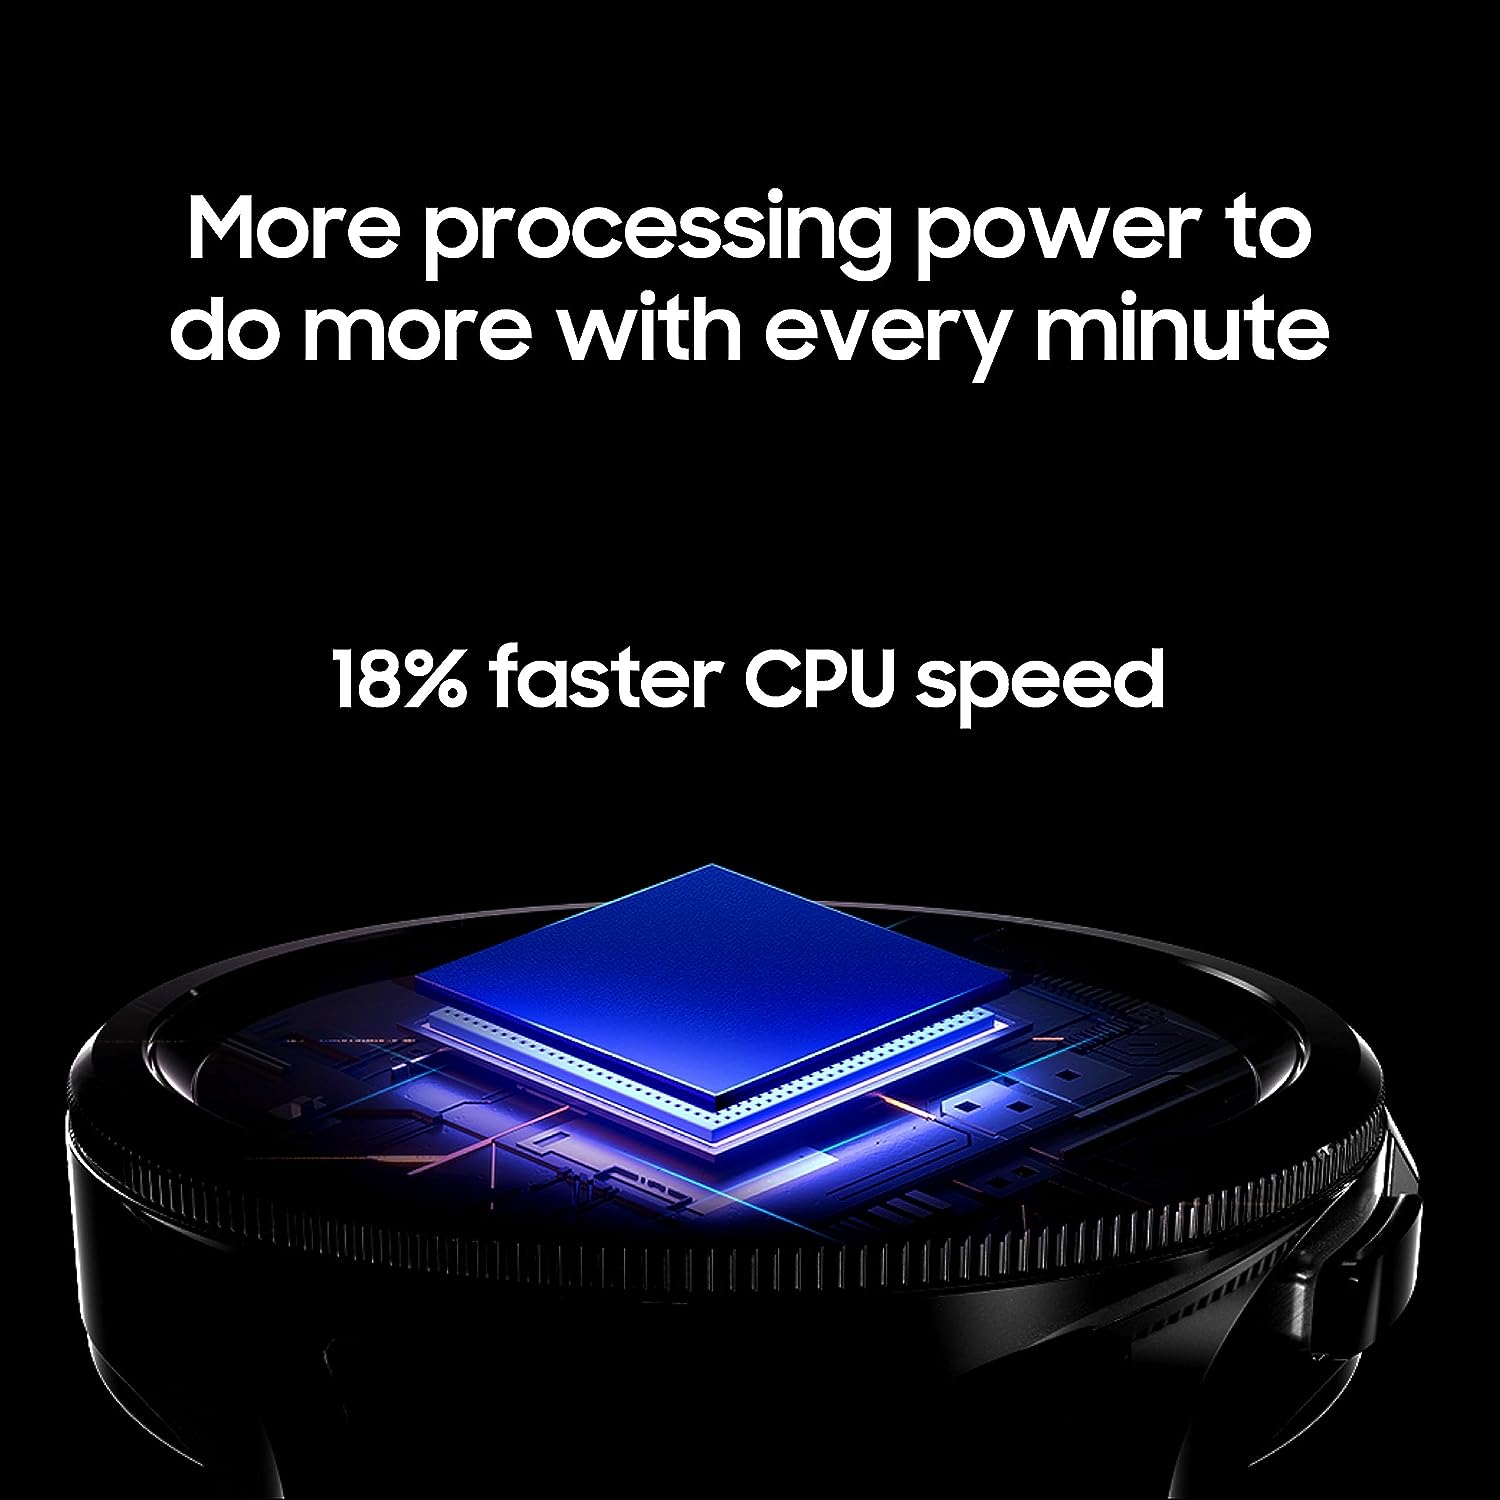 More processing power to
do more with every minute
18% faster CPU speed